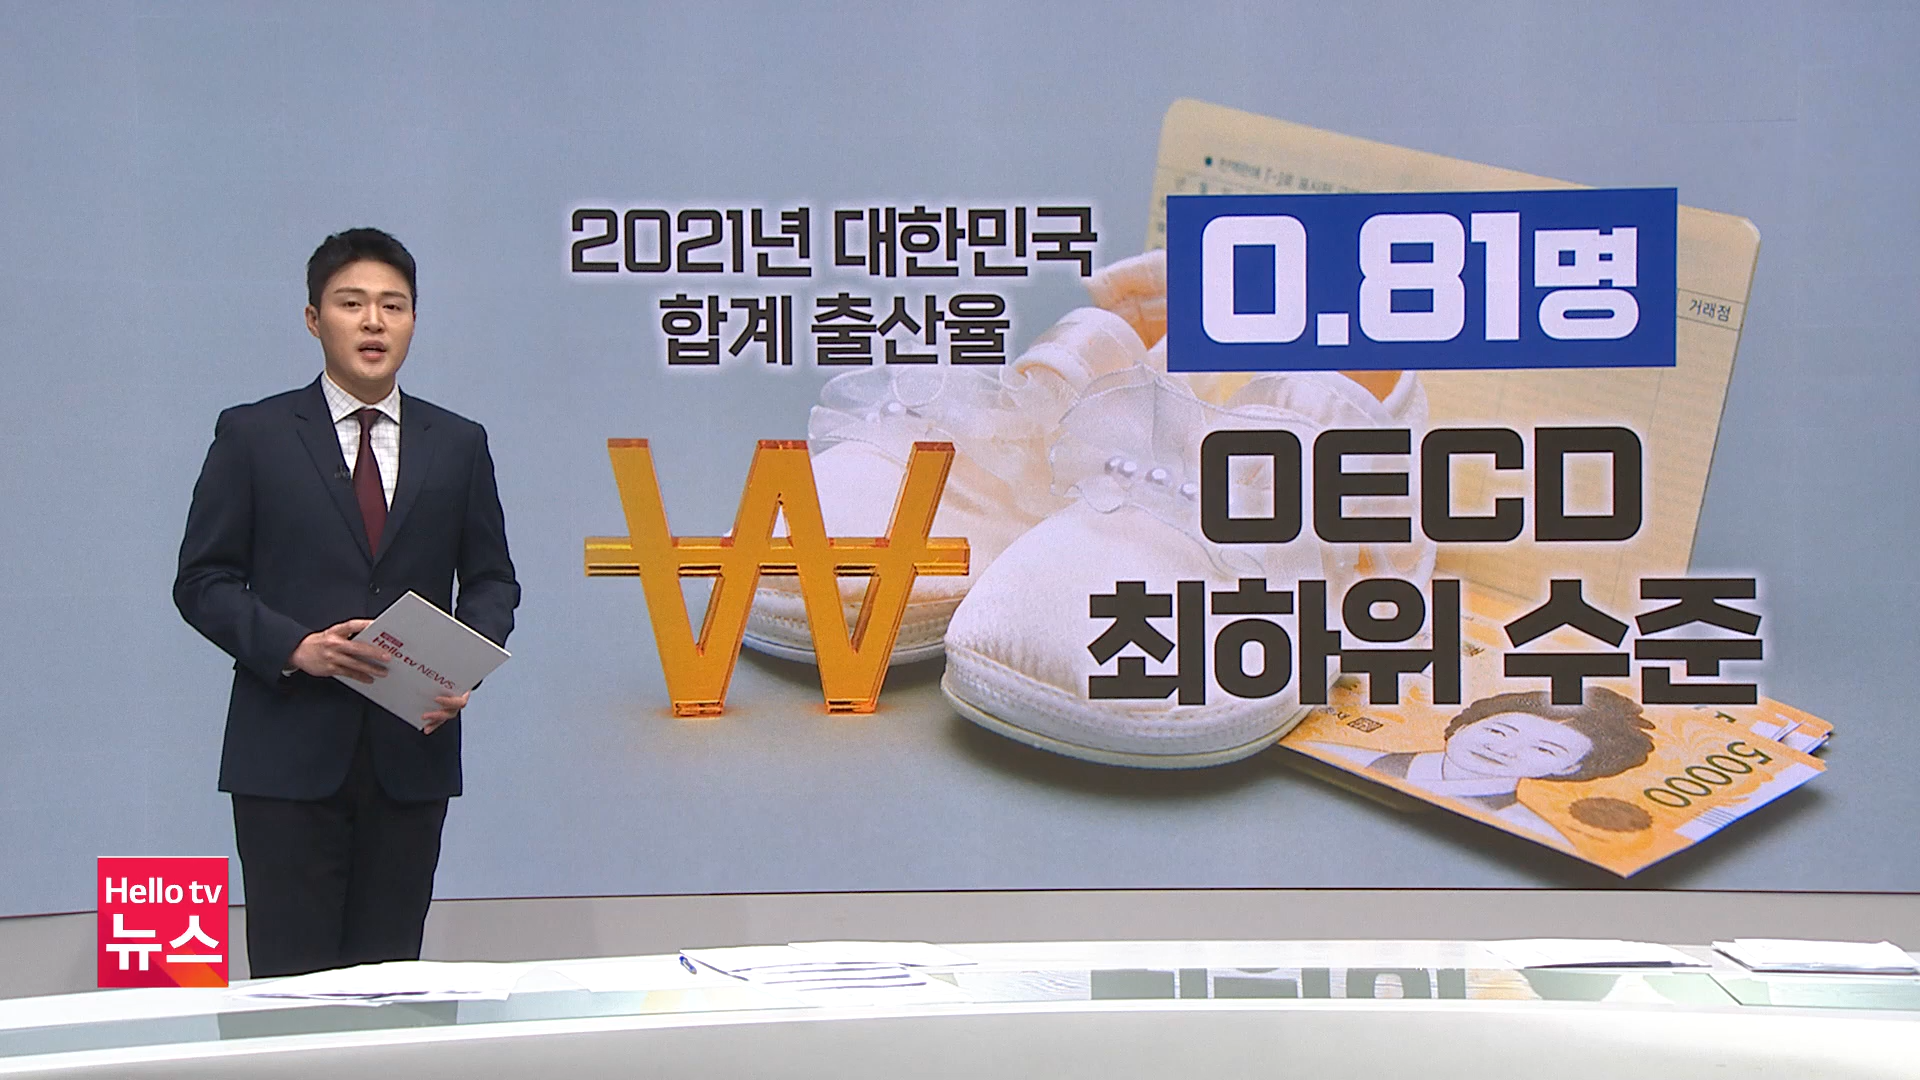 2021년 대한민국
합계 출산율
0.81명
거래점
OECD
최하위 수준
₩
50000
Hello tv NEWS
Hello tv
뉴스